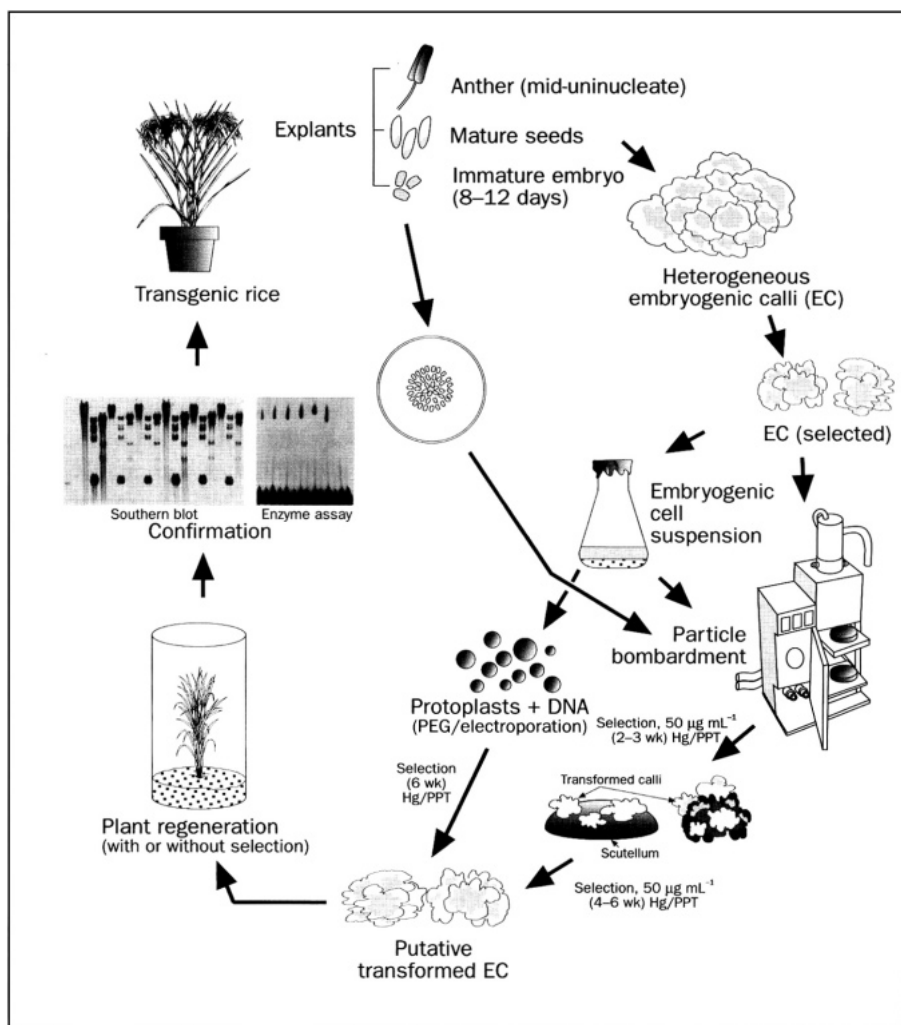 Explants
Anther (mid-uninucleate)
Mature seeds
Immature embryo
(8–12 days)
Heterogeneous
embryogenic calli (EC)
EC (selected)
Embryogenic
cell
suspension
Particle
bombardment
Protoplasts + DNA
(PEG/electroporation)
Selection, 50 µg mL⁻¹
(2–3 wk) Hg/PPT
Selection
(6 wk)
Hg/PPT
Transformed calli
Scutellum
Selection, 50 µg mL⁻¹
(4–6 wk) Hg/PPT
Putative
transformed EC
Plant regeneration
(with or without selection)
Southern blot
Enzyme assay
Confirmation
Transgenic rice